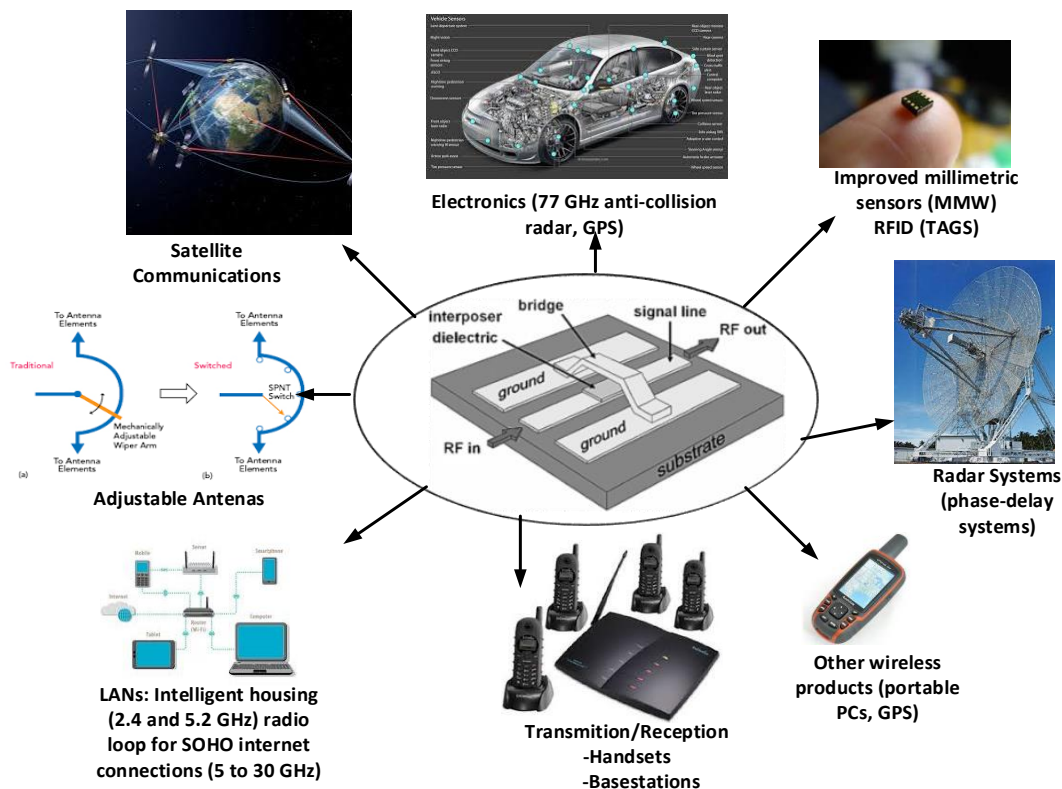 Vehicle Sensors
Satellite
Communications
Electronics (77 GHz anti-collision
radar, GPS)
Improved millimetric
sensors (MMW)
RFID (TAGS)
To Antenna
Elements
Traditional
Mechanically
Adjustable
Wiper Arm
To Antenna
Elements
(a)
To Antenna
Elements
Switched
SPNT
Switch
To Antenna
Elements
(b)
Adjustable Antenas
interposer
dielectric
bridge
signal line
RF out
ground
ground
RF in
substrate
Radar Systems
(phase-delay
systems)
Mobile
Server
Smartphone
Internet
Router
(Wi-Fi)
Computer
Tablet
LANs: Intelligent housing
(2.4 and 5.2 GHz) radio
loop for SOHO internet
connections (5 to 30 GHz)
Transmition/Reception
-Handsets
-Basestations
Other wireless
products (portable
PCs, GPS)